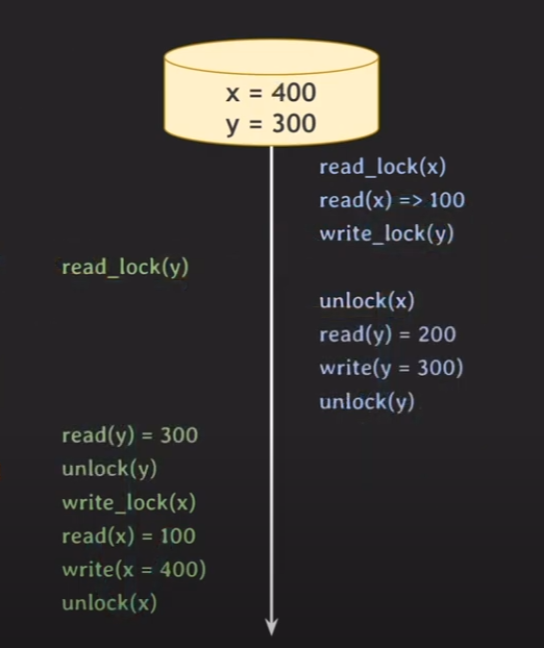 x = 400
y = 300
read_lock(x)
read(x) => 100
write_lock(y)
read_lock(y)
unlock(x)
read(y) = 200
write(y = 300)
unlock(y)
read(y) = 300
unlock(y)
write_lock(x)
read(x) = 100
write(x = 400)
unlock(x)